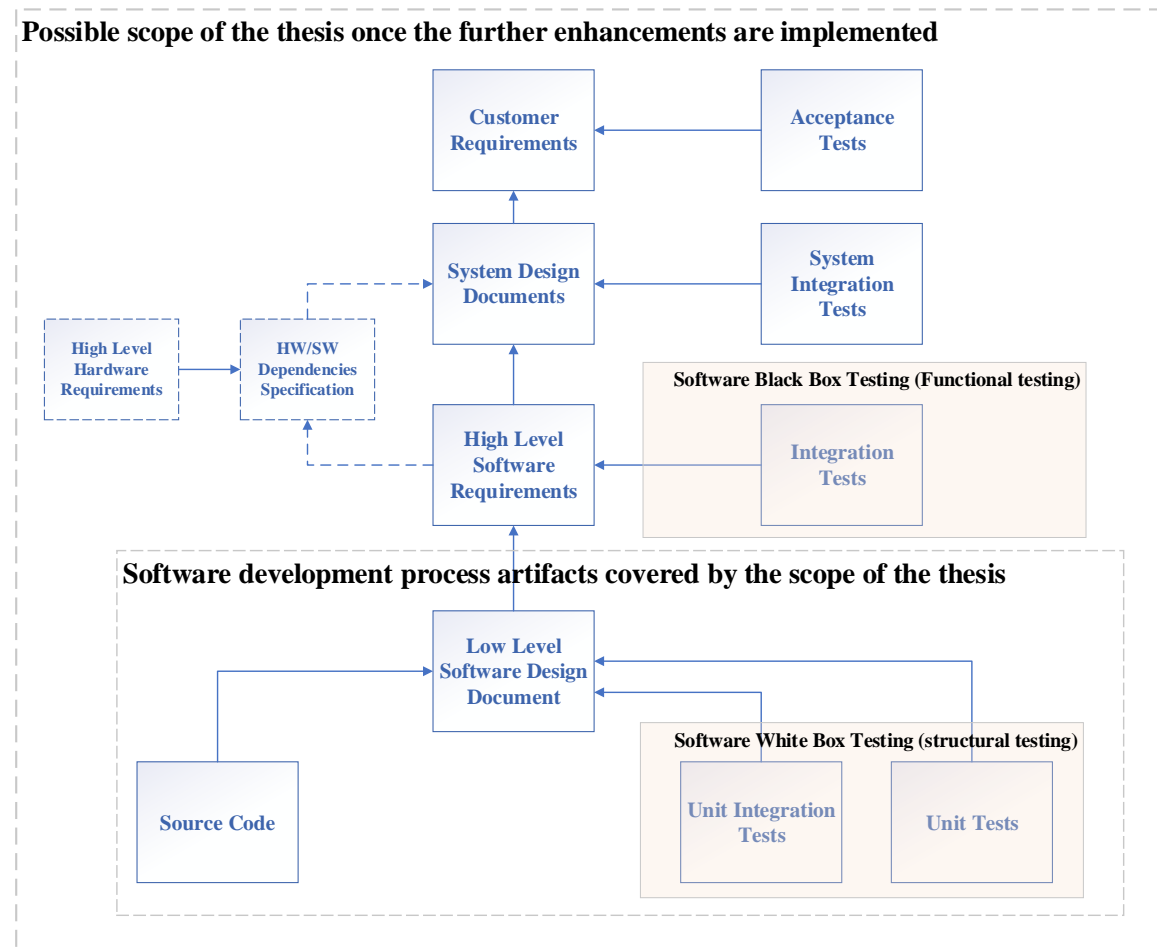 Possible scope of the thesis once the further enhancements are implemented
Customer
Requirements
Acceptance
Tests
System Design
Documents
System
Integration
Tests
High Level
Hardware
Requirements
HW/SW
Dependencies
Specification
Software Black Box Testing (Functional testing)
High Level
Software
Requirements
Integration
Tests
Software development process artifacts covered by the scope of the thesis
Low Level
Software Design
Document
Software White Box Testing (structural testing)
Source Code
Unit Integration
Tests
Unit Tests